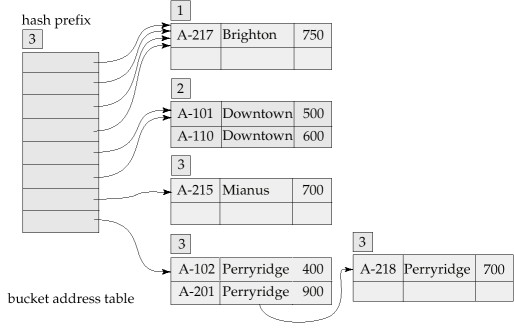 hash prefix
3
1
A-217 Brighton 750
2
A-101 Downtown 500
A-110 Downtown 600
3
A-215 Mianus 700
3
A-102 Perryridge 400
A-201 Perryridge 900
3
A-218 Perryridge 700
bucket address table